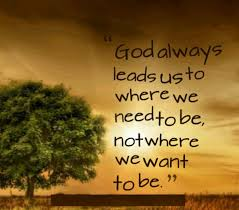 “God always
leads us to
where we
need to be,
not where
we want
to be.”